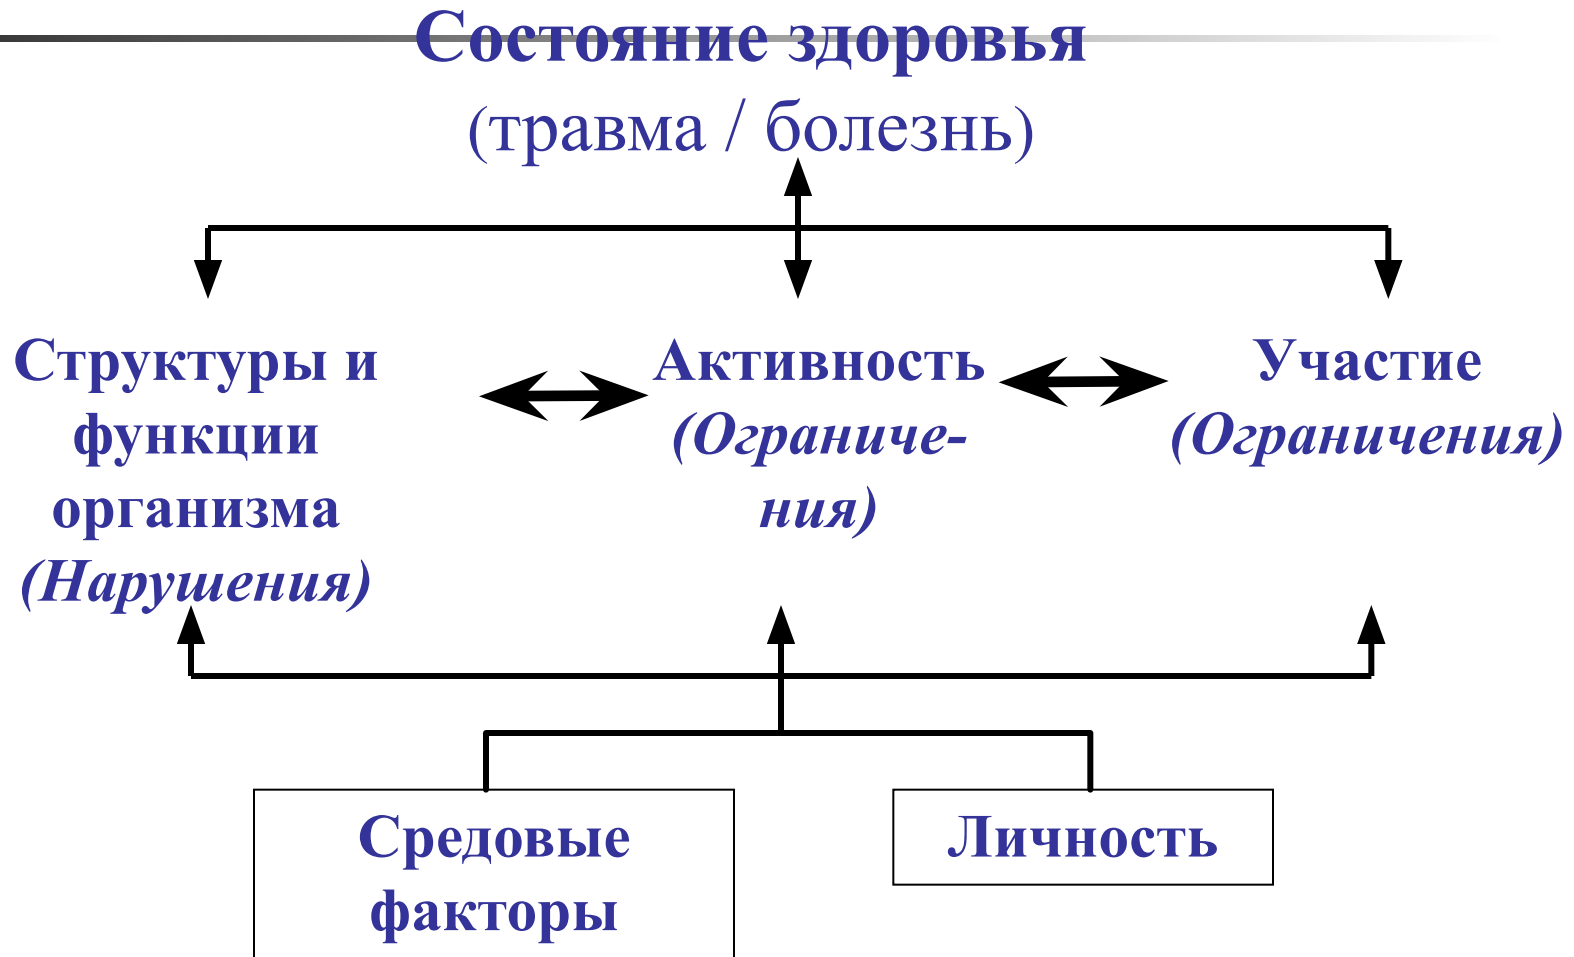 Состояние здоровья
(травма / болезнь)
Структуры и
функции
организма
(Нарушения)
Активность
(Ограниче-
ния)
Участие
(Ограничения)
Средовые
факторы
Личность